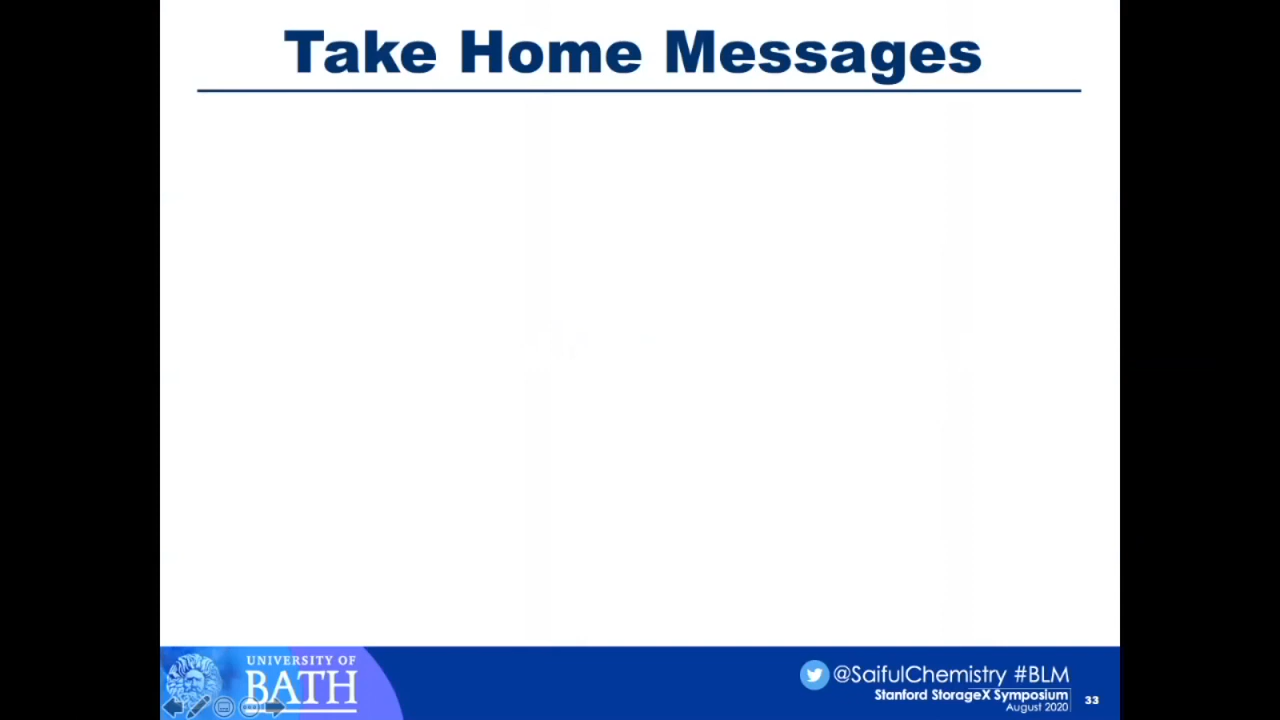 Take Home Messages
UNIVERSITY OF
BATH
@SaifulChemistry #BLM
Stanford StorageX Symposium
August 2020
33